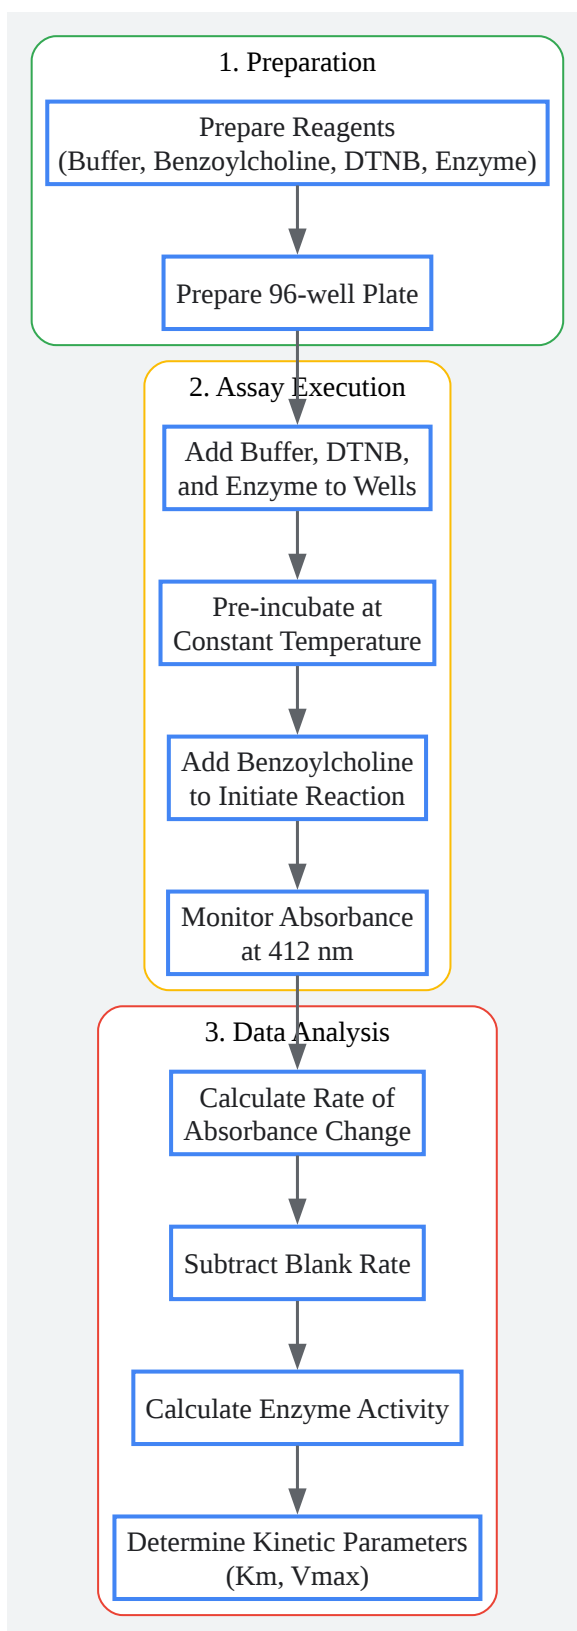 1. Preparation
Prepare Reagents
(Buffer, Benzoylcholine, DTNB, Enzyme)
Prepare 96-well Plate
2. Assay Execution
Add Buffer, DTNB,
and Enzyme to Wells
Pre-incubate at
Constant Temperature
Add Benzoylcholine
to Initiate Reaction
Monitor Absorbance
at 412 nm
3. Data Analysis
Calculate Rate of
Absorbance Change
Subtract Blank Rate
Calculate Enzyme Activity
Determine Kinetic Parameters
(Km, Vmax)